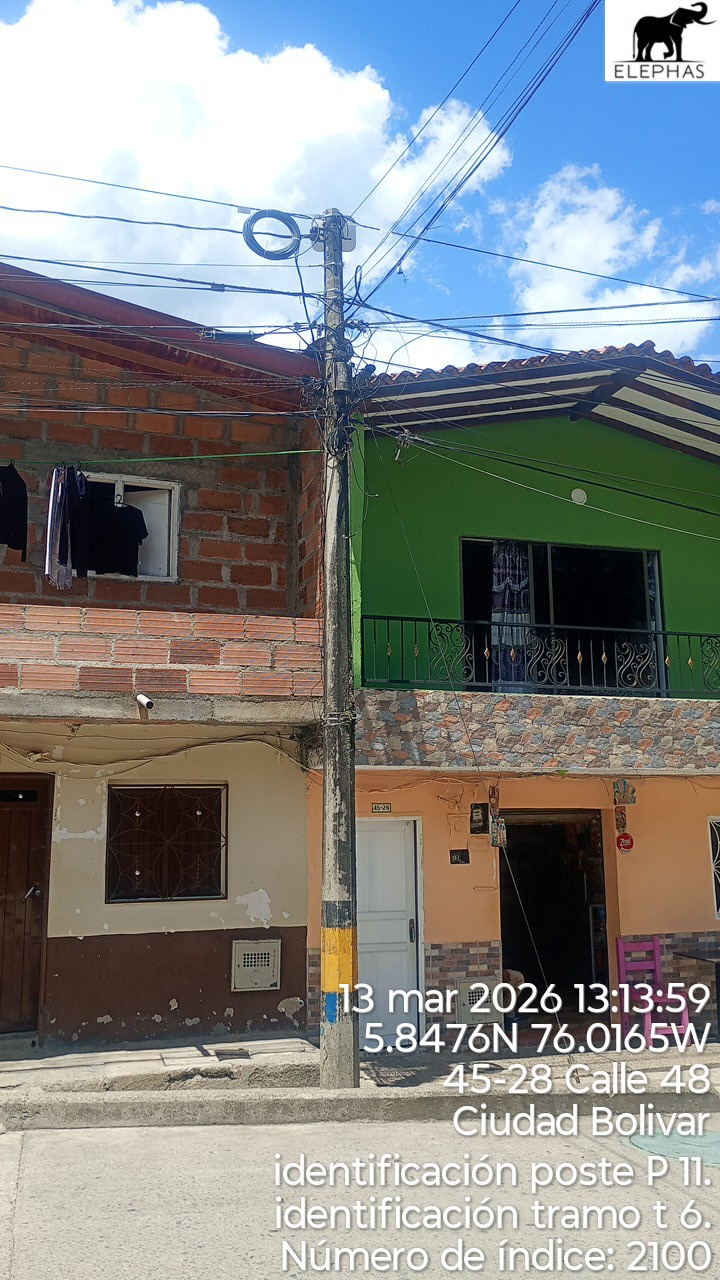 ELEPHAS
45-26
13 mar 2026 13:13:59
5.8476N 76.0165W
45-28 Calle 48
Ciudad Bolivar
identificación poste P 11.
identificación tramo t 6.
Número de índice: 2100